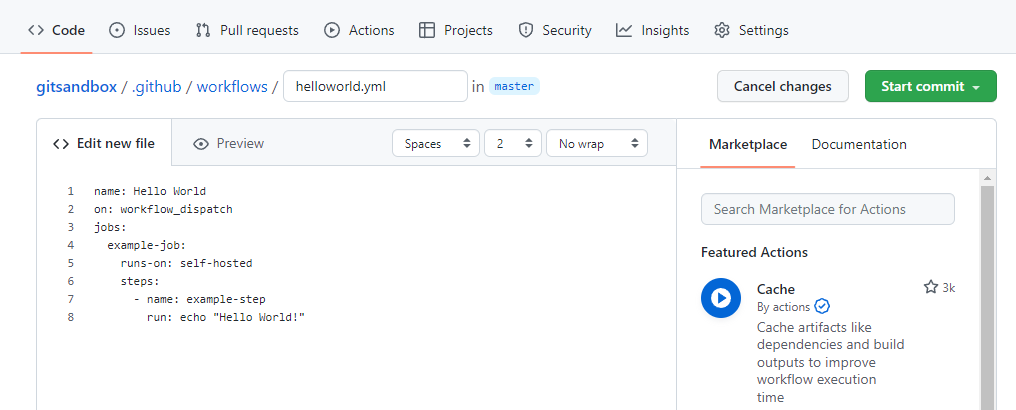 Code Issues Pull requests Actions Projects Security Insights Settings
gitsandbox / .github / workflows / helloworld.yml in master Cancel changes Start commit
Edit new file Preview Spaces 2 No wrap Marketplace Documentation
1 name: Hello World
2 on: workflow_dispatch
3 jobs:
4   example-job:
5     runs-on: self-hosted
6     steps:
7       - name: example-step
8         run: echo "Hello World!"
Search Marketplace for Actions
Featured Actions
Cache 3k
By actions
Cache artifacts like
dependencies and build
outputs to improve
workflow execution
time